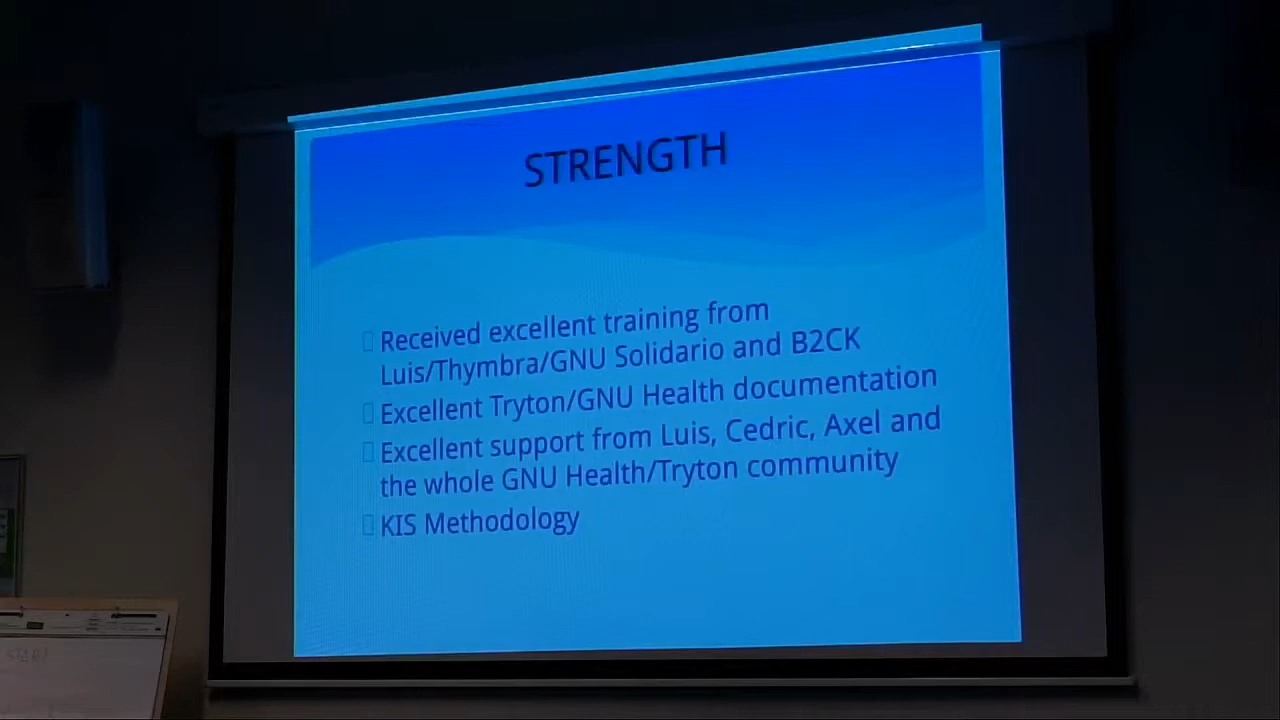 STRENGTH
Received excellent training from
Luis/Thymbra/GNU Solidario and B2CK
Excellent Tryton/GNU Health documentation
Excellent support from Luis, Cedric, Axel and
the whole GNU Health/Tryton community
KIS Methodology